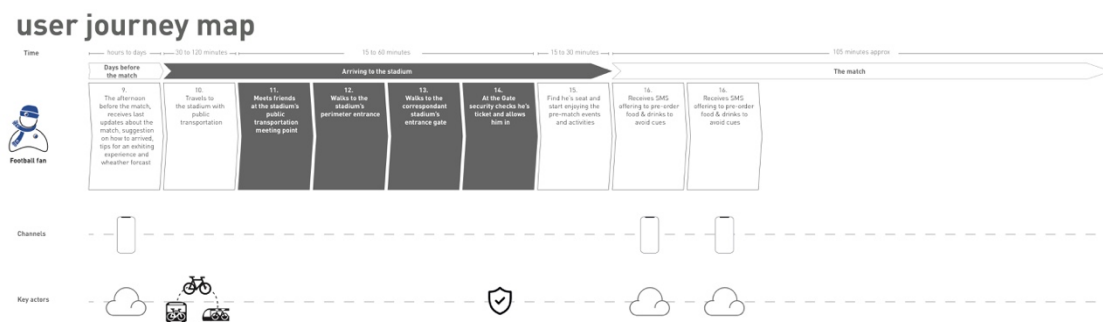 user journey map
Time
hours to days
30 to 120 minutes
15 to 60 minutes
15 to 30 minutes
105 minutes approx
Days before
the match
Arriving to the stadium
The match
9.
The afternoon
before the match,
receives last
updates about the
match, suggestion
on how to arrived,
tips for an exhiting
experience and
wheather forcast
10.
Travels to
the stadium with
public
transportation
11.
Meets friends
at the stadium's
public
transportation
meeting point
12.
Walks to the
stadium's
perimeter entrance
13.
Walks to the
correspondant
stadium's
entrance gate
14.
At the Gate
security checks he's
ticket and allows
him in
15.
Find he's seat and
start enjoying the
pre-match events
and activities
16.
Receives SMS
offering to pre-order
food & drinks to
avoid cues
16.
Receives SMS
offering to pre-order
food & drinks to
avoid cues
Football fan
Channels
Key actors